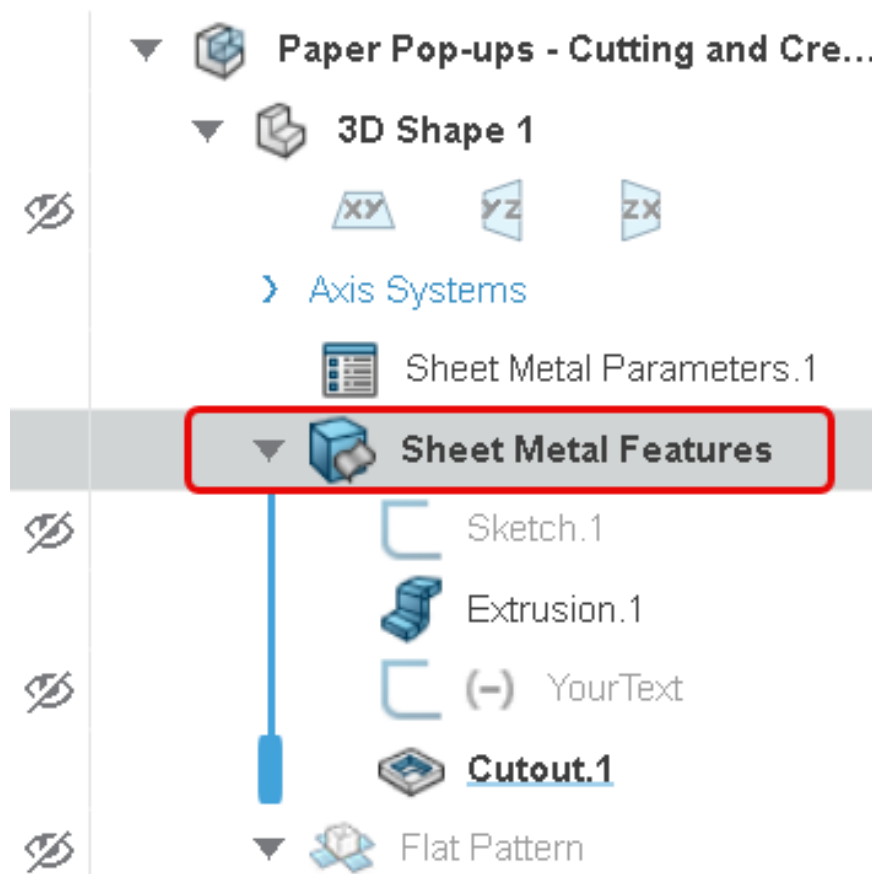 Paper Pop-ups - Cutting and Cre...
3D Shape 1
XY YZ ZX
Axis Systems
Sheet Metal Parameters.1
Sheet Metal Features
Sketch.1
Extrusion.1
(-) YourText
Cutout.1
Flat Pattern